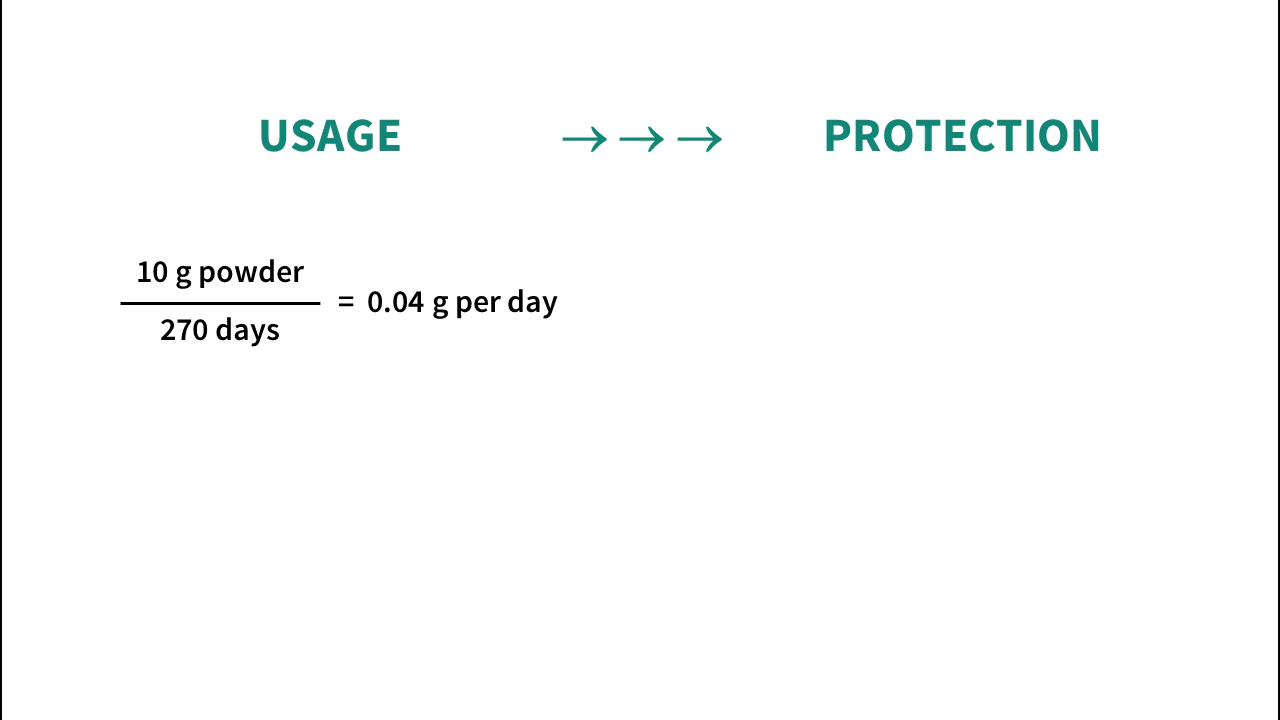 USAGE →→→ PROTECTION
10 g powder
270 days
= 0.04 g per day